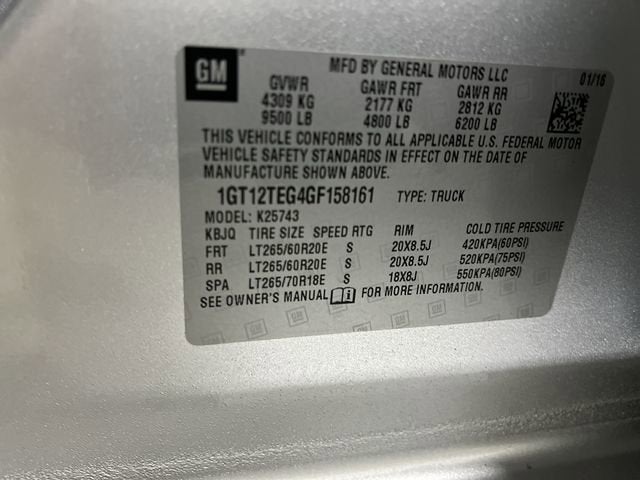 GM
MFD BY GENERAL MOTORS LLC 01/16
GVWR GAWR FRT GAWR RR
4309 KG 2177 KG 2812 KG
9500 LB 4800 LB 6200 LB
THIS VEHICLE CONFORMS TO ALL APPLICABLE U.S. FEDERAL MOTOR
VEHICLE SAFETY STANDARDS IN EFFECT ON THE DATE OF
MANUFACTURE SHOWN ABOVE.
1GT12TEG4GF158161 TYPE: TRUCK
MODEL: K25743
KBJQ TIRE SIZE SPEED RTG RIM COLD TIRE PRESSURE
FRT LT265/60R20E S 20X8.5J 420KPA(60PSI)
RR LT265/60R20E S 20X8.5J 520KPA(75PSI)
SPA LT265/70R18E S 18X8J 550KPA(80PSI)
SEE OWNER'S MANUAL FOR MORE INFORMATION.